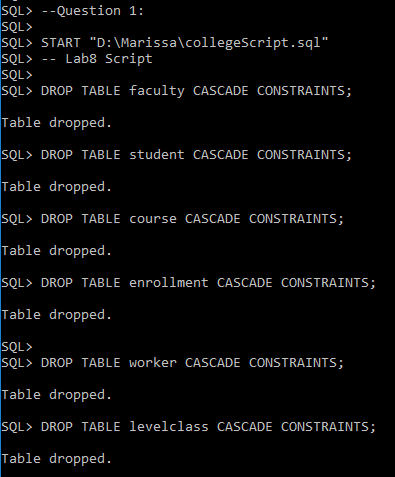 SQL> --Question 1:
SQL>
SQL> START "D:\Marissa\collegeScript.sql"
SQL> -- Lab8 Script
SQL>
SQL> DROP TABLE faculty CASCADE CONSTRAINTS;
Table dropped.
SQL> DROP TABLE student CASCADE CONSTRAINTS;
Table dropped.
SQL> DROP TABLE course CASCADE CONSTRAINTS;
Table dropped.
SQL> DROP TABLE enrollment CASCADE CONSTRAINTS;
Table dropped.
SQL>
SQL> DROP TABLE worker CASCADE CONSTRAINTS;
Table dropped.
SQL> DROP TABLE levelclass CASCADE CONSTRAINTS;
Table dropped.